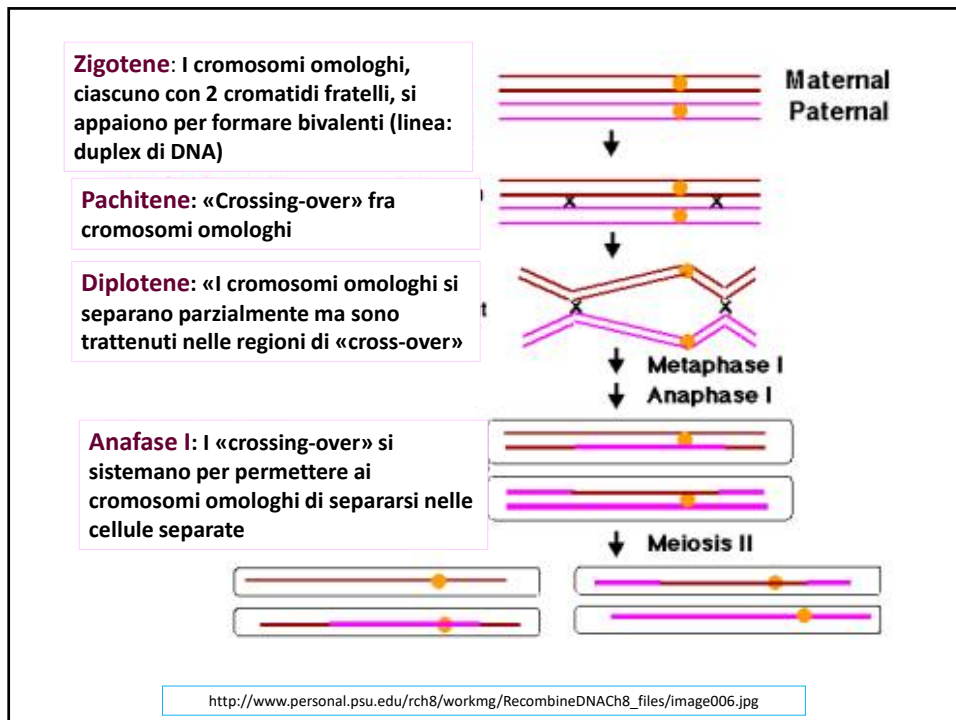 Zigotene: I cromosomi omologhi,
ciascuno con 2 cromatidi fratelli, si
appaiono per formare bivalenti (linea:
duplex di DNA)
Maternal
Paternal
Pachitene: «Crossing-over» fra
cromosomi omologhi
x x
Diplotene: «I cromosomi omologhi si
separano parzialmente ma sono
trattenuti nelle regioni di «cross-over»
t
x x
Metaphase I
Anaphase I
Anafase I: I «crossing-over» si
sistemano per permettere ai
cromosomi omologhi di separarsi nelle
cellule separate
Meiosis II
http://www.personal.psu.edu/rch8/workmg/RecombineDNACh8_files/image006.jpg